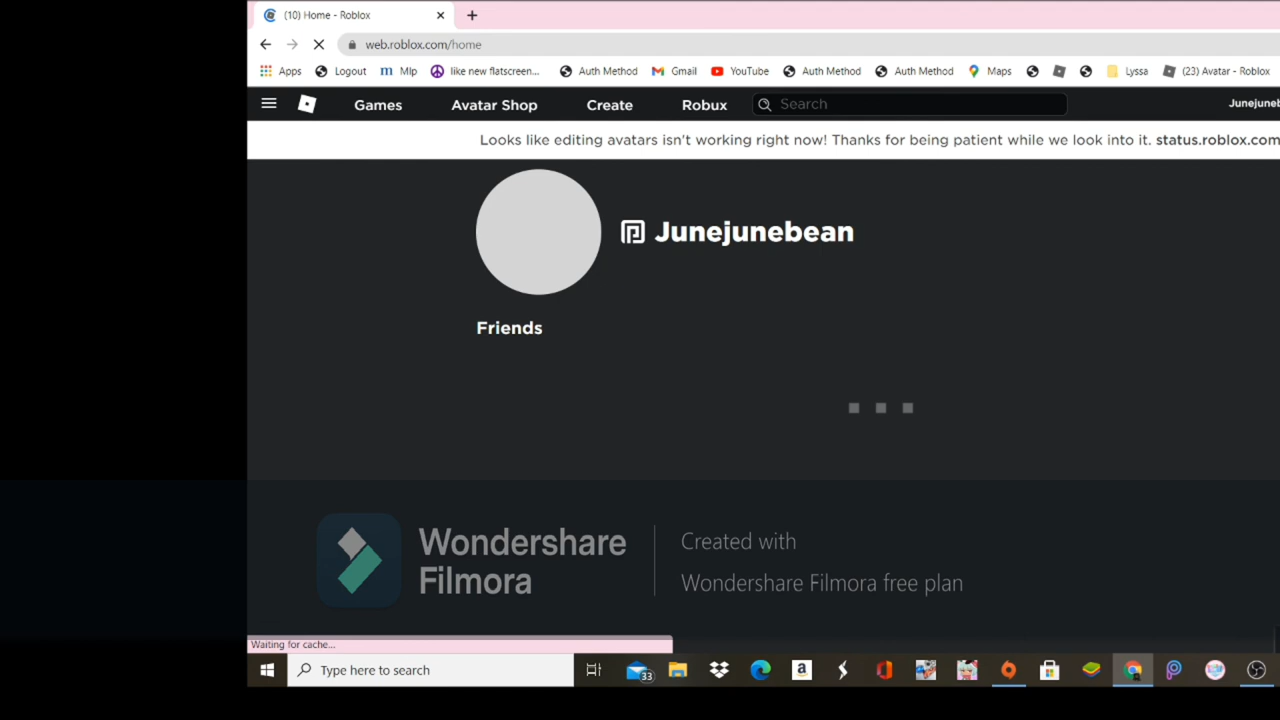 (10) Home - Roblox
web.roblox.com/home
Apps Logout Mlp like new flatscreen... Auth Method Gmail YouTube Auth Method Auth Method Maps Lyssa (23) Avatar - Roblox
Games Avatar Shop Create Robux Search Junejuneb
Looks like editing avatars isn't working right now! Thanks for being patient while we look into it. status.roblox.com
Junejunebean
Friends
Wondershare
Filmora
Created with
Wondershare Filmora free plan
Waiting for cache...
Type here to search
33